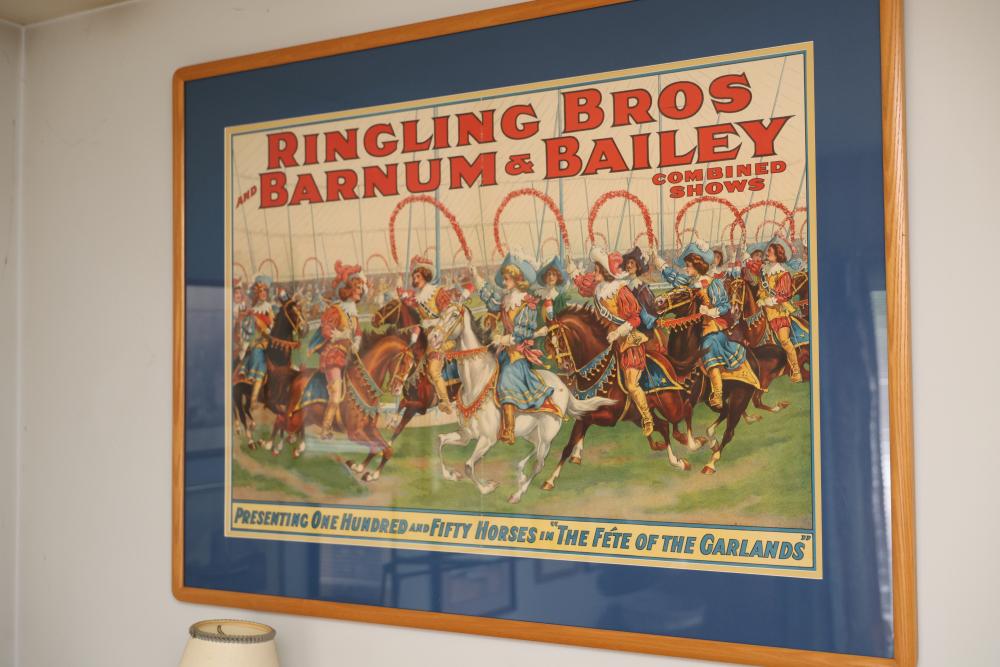 RINGLING BROS
AND BARNUM & BAILEY
COMBINED
SHOWS
PRESENTING ONE HUNDRED AND FIFTY HORSES IN "THE FÉTE OF THE GARLANDS"